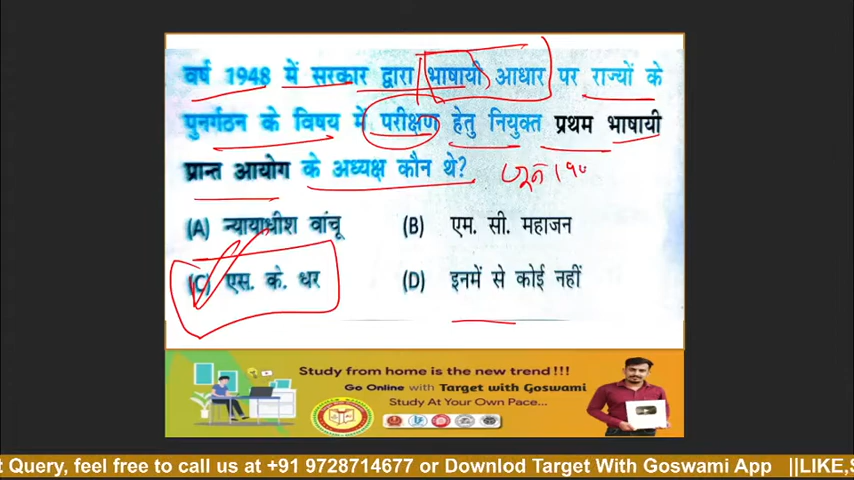 वर्ष 1948 में सरकार द्वारा भाषायी आधार पर राज्यों के
पुनर्गठन के विषय में परीक्षण हेतु नियुक्त प्रथम भाषायी
प्रान्त आयोग के अध्यक्ष कौन थे?
जून 19
(A) न्यायाधीश वांचू (B) एम. सी. महाजन
(C) एस. के. धर (D) इनमें से कोई नहीं
Study from home is the new trend !!!
Go Online with Target with Goswami
Study At Your Own Pace...
t Query, feel free to call us at +91 9728714677 or Downlod Target With Goswami App ||LIKE,S